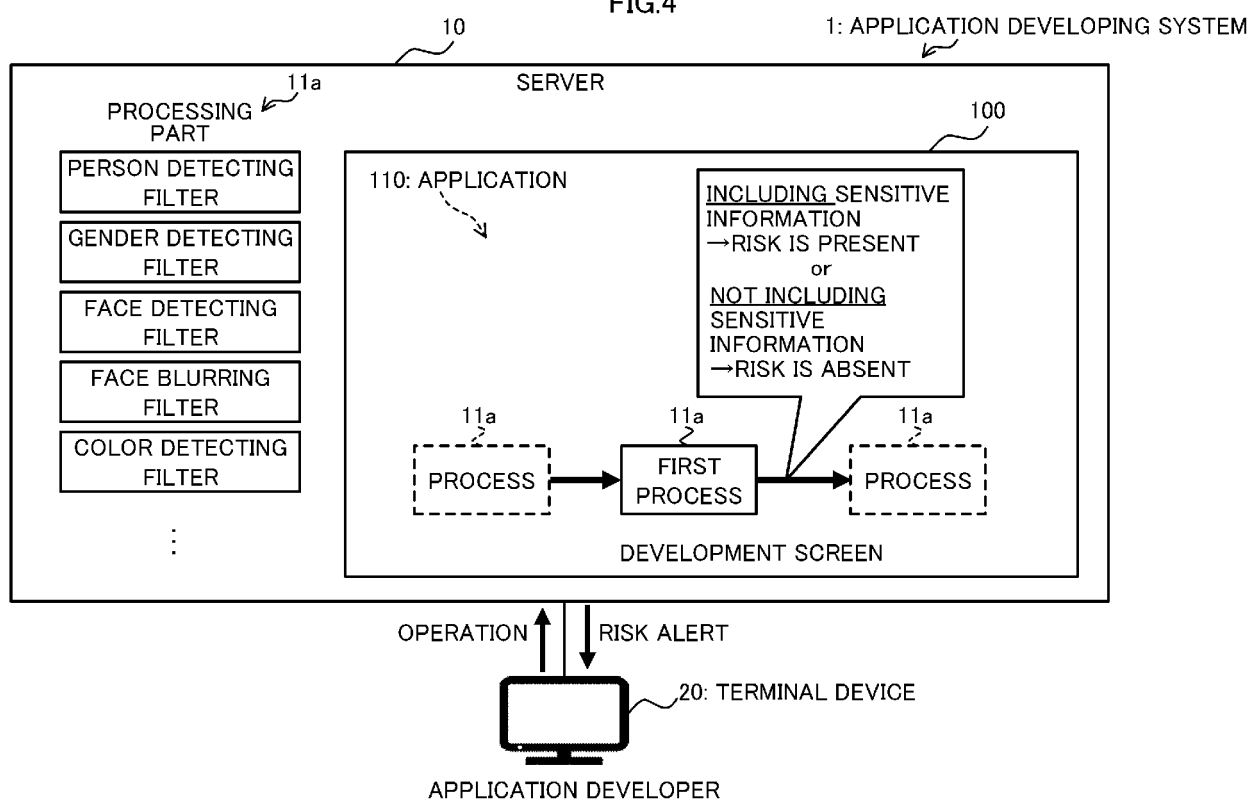 FIG.4
10
1: APPLICATION DEVELOPING SYSTEM
SERVER
11a
PROCESSING
PART
PERSON DETECTING
FILTER
GENDER DETECTING
FILTER
FACE DETECTING
FILTER
FACE BLURRING
FILTER
COLOR DETECTING
FILTER
⋮
100
110: APPLICATION
INCLUDING SENSITIVE
INFORMATION
→RISK IS PRESENT
or
NOT INCLUDING
SENSITIVE
INFORMATION
→RISK IS ABSENT
11a
11a
11a
PROCESS
FIRST
PROCESS
PROCESS
DEVELOPMENT SCREEN
OPERATION
RISK ALERT
20: TERMINAL DEVICE
APPLICATION DEVELOPER